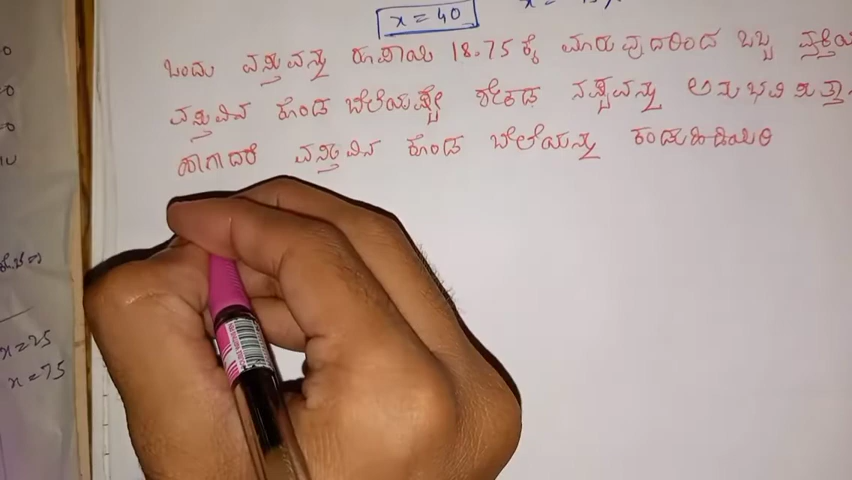 x = 40
ಒಂದು ವಸ್ತುವನ್ನು ರೂಪಾಯಿ 18.75 ಕ್ಕೆ ಮಾರುವುದರಿಂದ ಒಬ್ಬ
ವಸ್ತುವಿನ ಕೊಂಡ ಬೆಲೆಯಷ್ಟೇ ಶೇಕಡ ನಷ್ಟವನ್ನು ಅನುಭವಿಸುತ್ತಾ
ಹಾಗಾದರೆ ವಸ್ತುವಿನ ಕೊಂಡ ಬೆಲೆಯನ್ನು ಕಂಡುಹಿಡಿಯಿರಿ
x = 25
x = 75